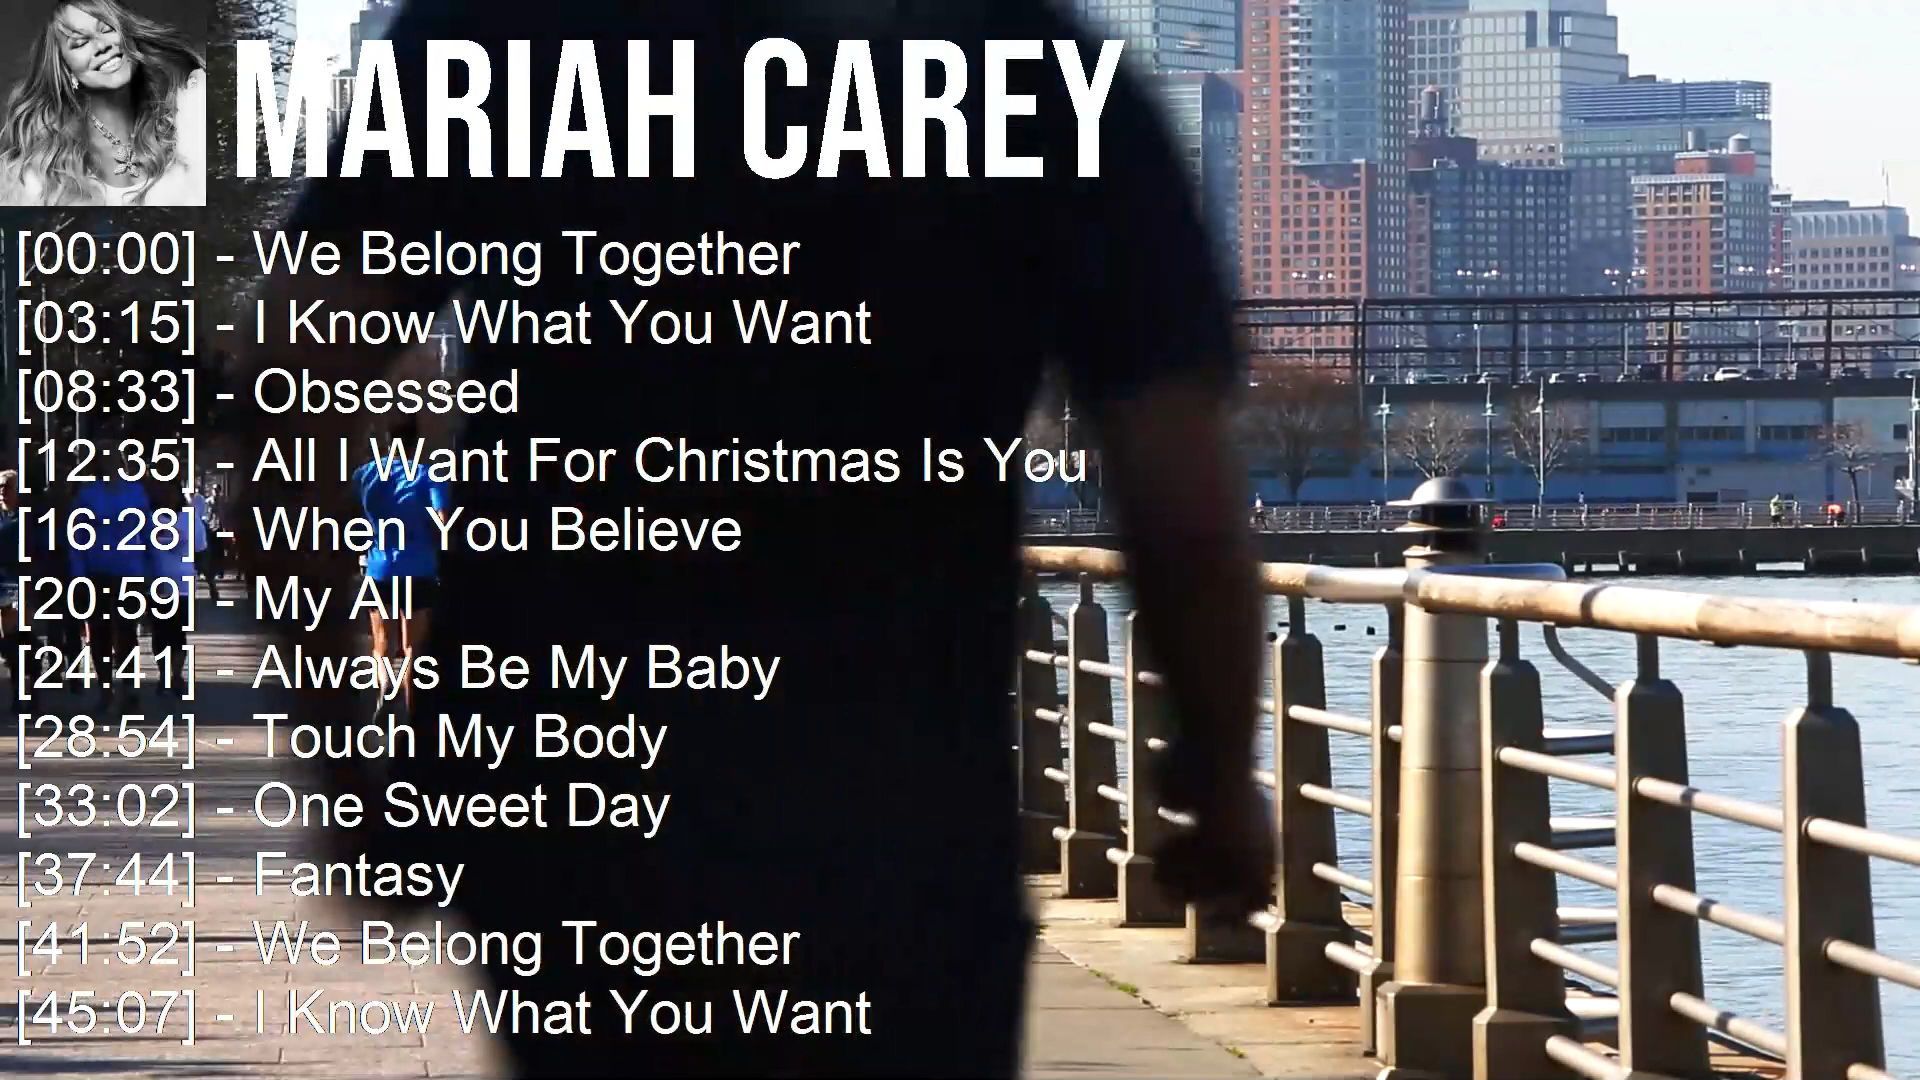 MARIAH CAREY
[00:00] - We Belong Together
[03:15] - I Know What You Want
[08:33] - Obsessed
[12:35] - All I Want For Christmas Is You
[16:28] - When You Believe
[20:59] - My All
[24:41] - Always Be My Baby
[28:54] - Touch My Body
[33:02] - One Sweet Day
[37:44] - Fantasy
[41:52] - We Belong Together
[45:07] - I Know What You Want